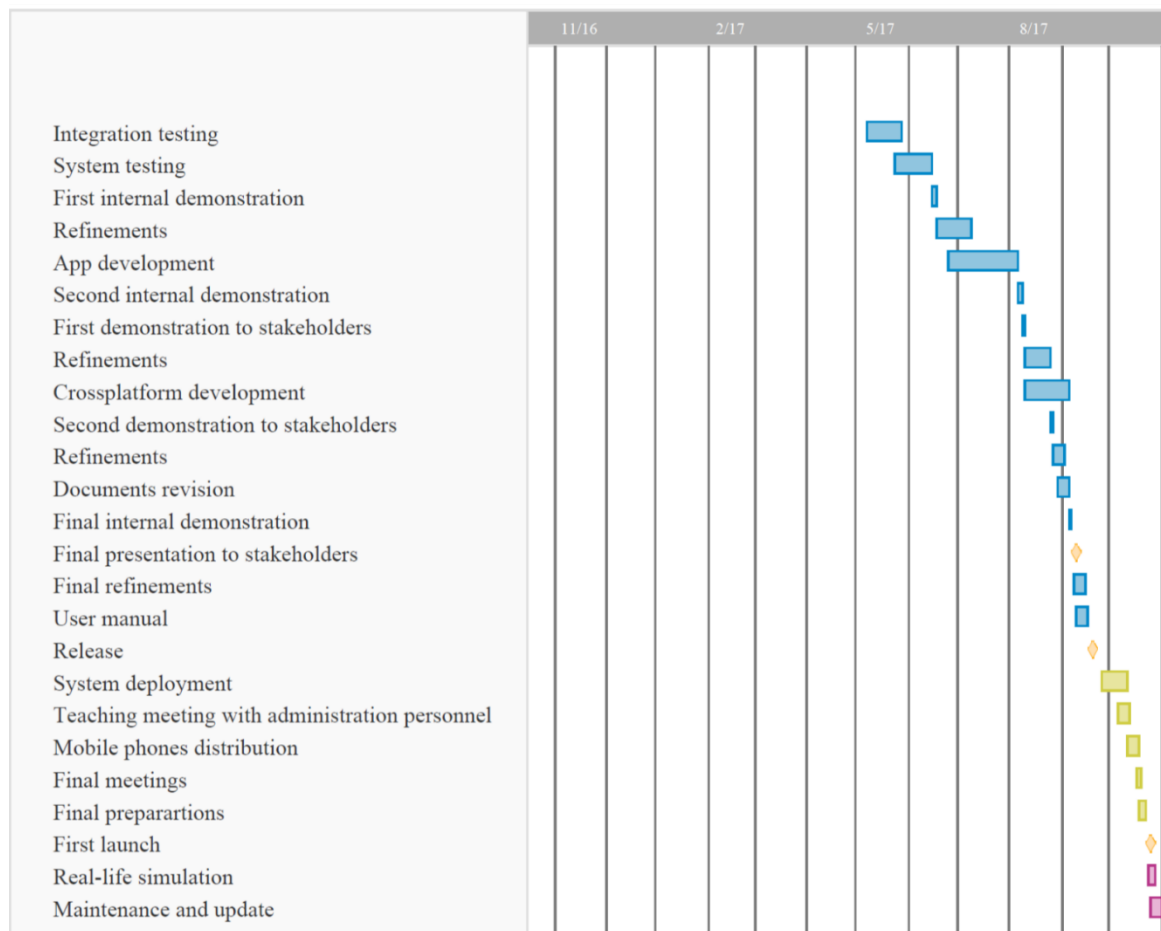 11/16 2/17 5/17 8/17
Integration testing
System testing
First internal demonstration
Refinements
App development
Second internal demonstration
First demonstration to stakeholders
Refinements
Crossplatform development
Second demonstration to stakeholders
Refinements
Documents revision
Final internal demonstration
Final presentation to stakeholders
Final refinements
User manual
Release
System deployment
Teaching meeting with administration personnel
Mobile phones distribution
Final meetings
Final preparartions
First launch
Real-life simulation
Maintenance and update